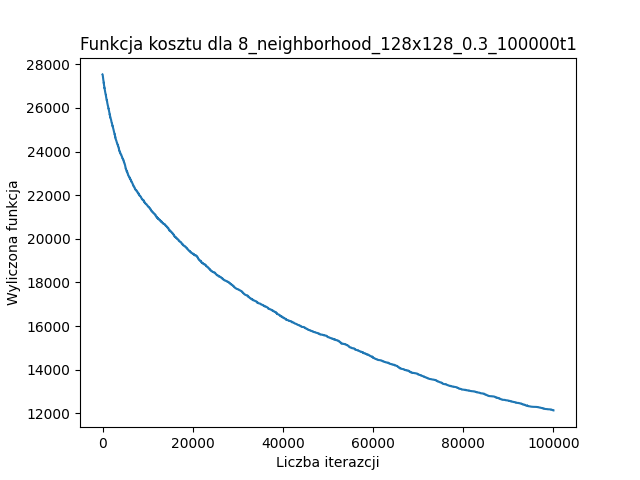 Funkcja kosztu dla 8_neighborhood_128x128_0.3_100000t1
28000
26000
24000
22000
20000
18000
16000
14000
12000
Wyliczona funkcja
0 20000 40000 60000 80000 100000
Liczba iterazcji